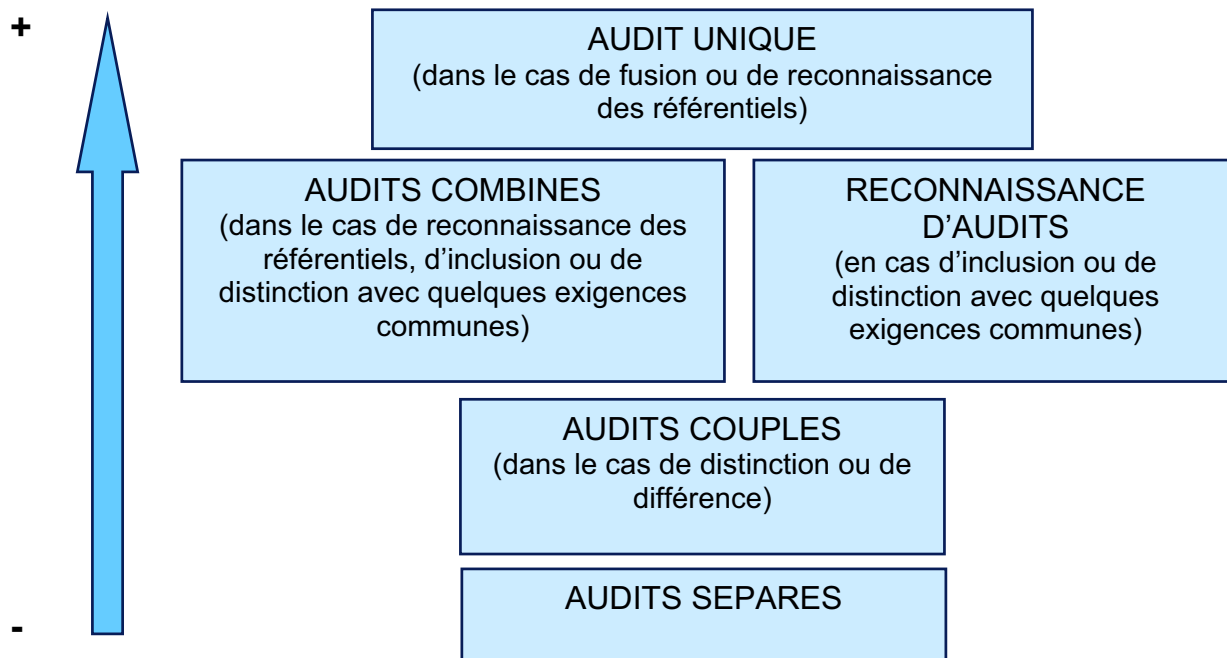 +
AUDIT UNIQUE
(dans le cas de fusion ou de reconnaissance
des référentiels)
AUDITS COMBINES
(dans le cas de reconnaissance des
référentiels, d'inclusion ou de
distinction avec quelques exigences
communes)
RECONNAISSANCE
D'AUDITS
(en cas d'inclusion ou de
distinction avec quelques
exigences communes)
AUDITS COUPLES
(dans le cas de distinction ou de
différence)
AUDITS SEPARES
-